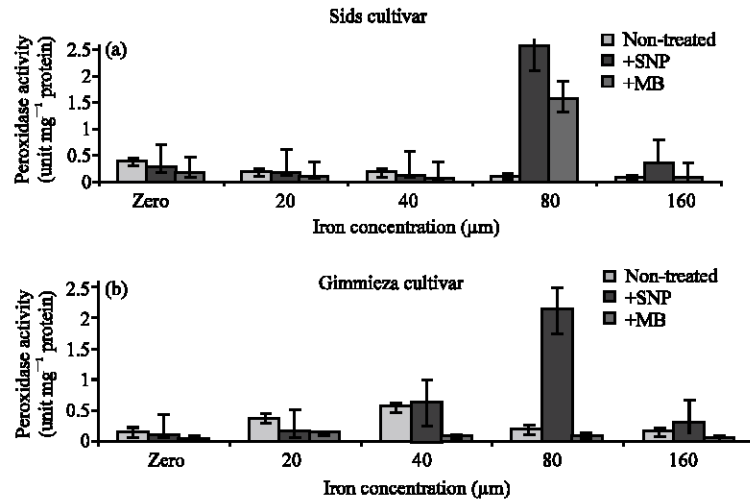 Sids cultivar
(a)
Peroxidase activity
(unit mg⁻¹ protein)
2.5
2
1.5
1
0.5
0
Non-treated
+SNP
+MB
Zero 20 40 80 160
Iron concentration (µm)
Gimmieza cultivar
(b)
Peroxidase activity
(unit mg⁻¹ protein)
2.5
2
1.5
1
0.5
0
Non-treated
+SNP
+MB
Zero 20 40 80 160
Iron concentration (µm)